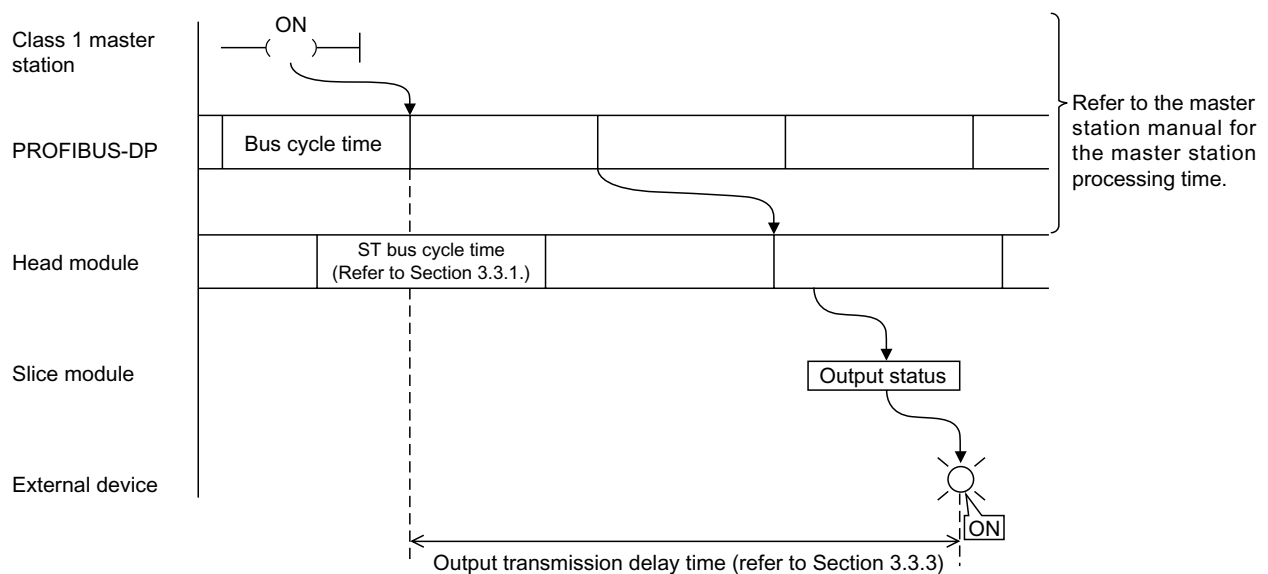 ON
Class 1 master
station
Refer to the master
station manual for
the master station
processing time.
PROFIBUS-DP
Bus cycle time
Head module
ST bus cycle time
(Refer to Section 3.3.1.)
Slice module
Output status
External device
ON
Output transmission delay time (refer to Section 3.3.3)